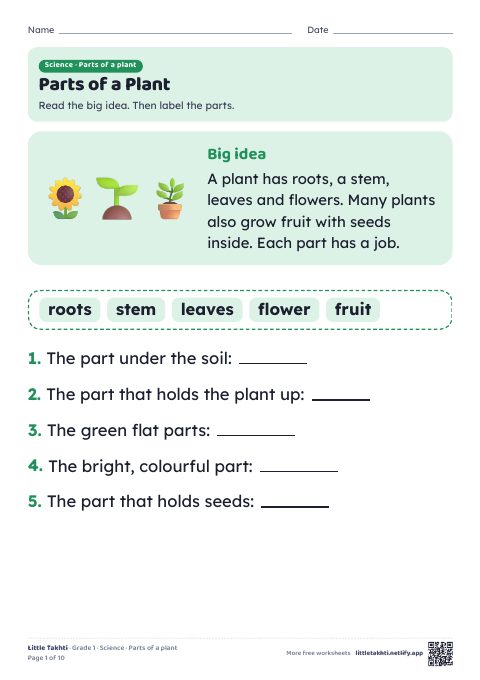 Name
Date
Science · Parts of a plant
Parts of a Plant
Read the big idea. Then label the parts.
Big idea
A plant has roots, a stem,
leaves and flowers. Many plants
also grow fruit with seeds
inside. Each part has a job.
roots stem leaves flower fruit
1. The part under the soil:
2. The part that holds the plant up:
3. The green flat parts:
4. The bright, colourful part:
5. The part that holds seeds:
Little Takhti · Grade 1 · Science · Parts of a plant
Page 1 of 10
More free worksheets · littletakhti.netlify.app